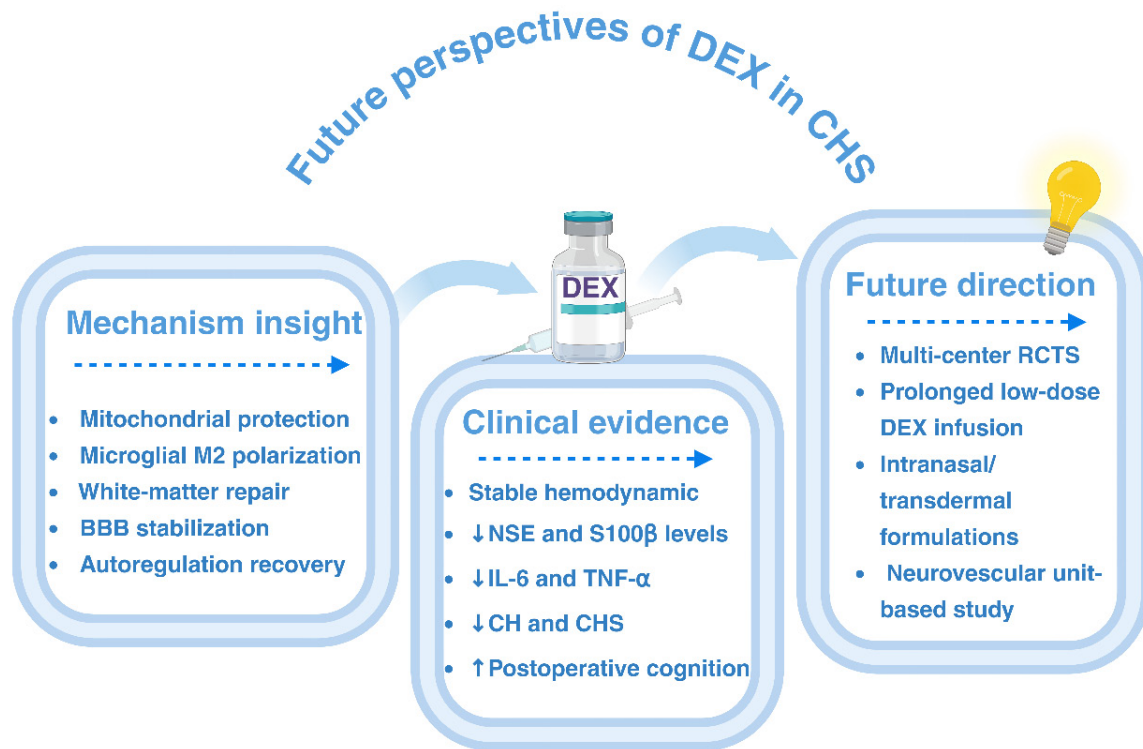 Future perspectives of DEX in CHS
Mechanism insight
• Mitochondrial protection
• Microglial M2 polarization
• White-matter repair
• BBB stabilization
• Autoregulation recovery
DEX
Clinical evidence
• Stable hemodynamic
• ↓NSE and S100β levels
• ↓IL-6 and TNF-α
• ↓CH and CHS
• ↑Postoperative cognition
Future direction
• Multi-center RCTS
• Prolonged low-dose
DEX infusion
• Intranasal/
transdermal
formulations
• Neurovescular unit-
based study